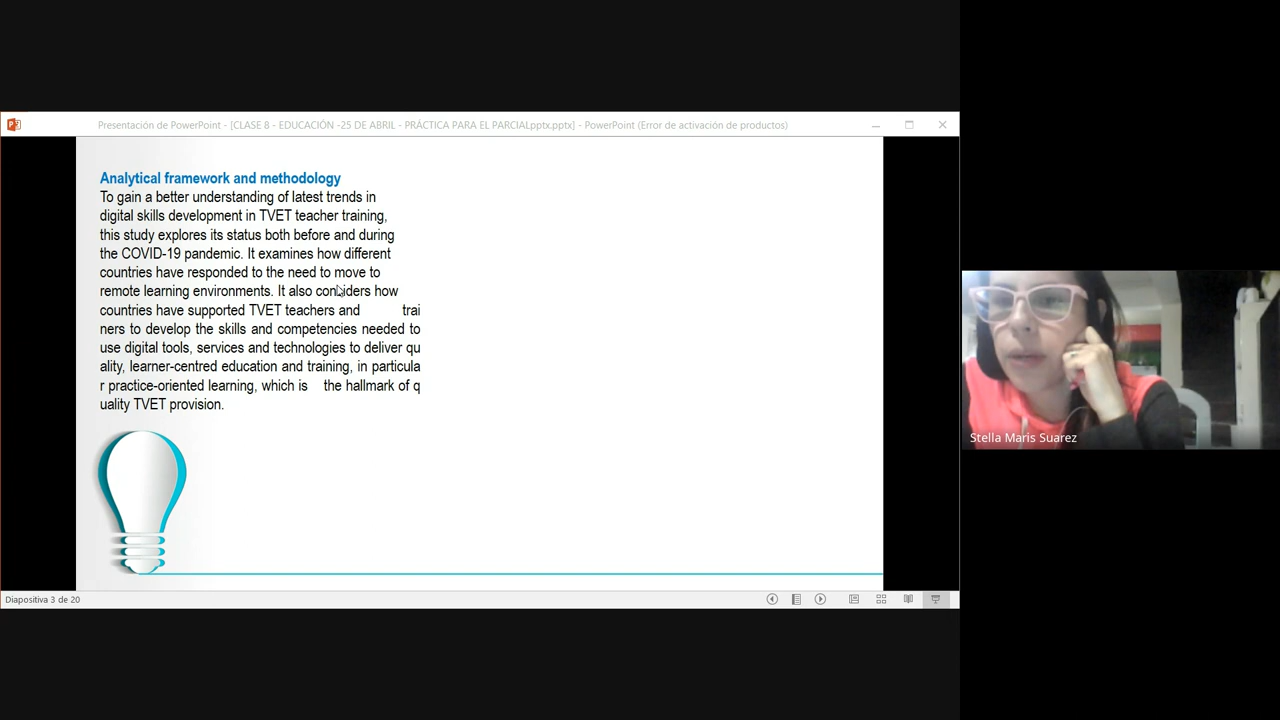 Presentación de PowerPoint - [CLASE 8 - EDUCACIÓN -25 DE ABRIL - PRÁCTICA PARA EL PARCIALpptx.pptx] - PowerPoint (Error de activación de productos)
Analytical framework and methodology
To gain a better understanding of latest trends in
digital skills development in TVET teacher training,
this study explores its status both before and during
the COVID-19 pandemic. It examines how different
countries have responded to the need to move to
remote learning environments. It also considers how
countries have supported TVET teachers and trai
ners to develop the skills and competencies needed to
use digital tools, services and technologies to deliver qu
ality, learner-centred education and training, in particula
r practice-oriented learning, which is the hallmark of q
uality TVET provision.
Stella Maris Suarez
Diapositiva 3 de 20